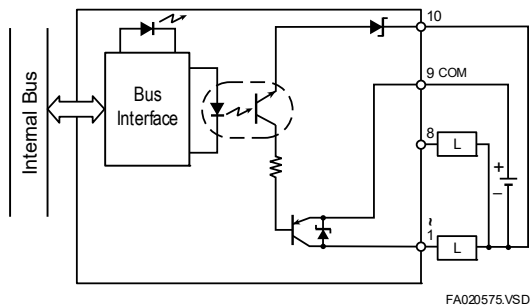 Internal Bus
Bus
Interface
10
9 COM
8
L
+
−
~
1
L
FA020575.VSD